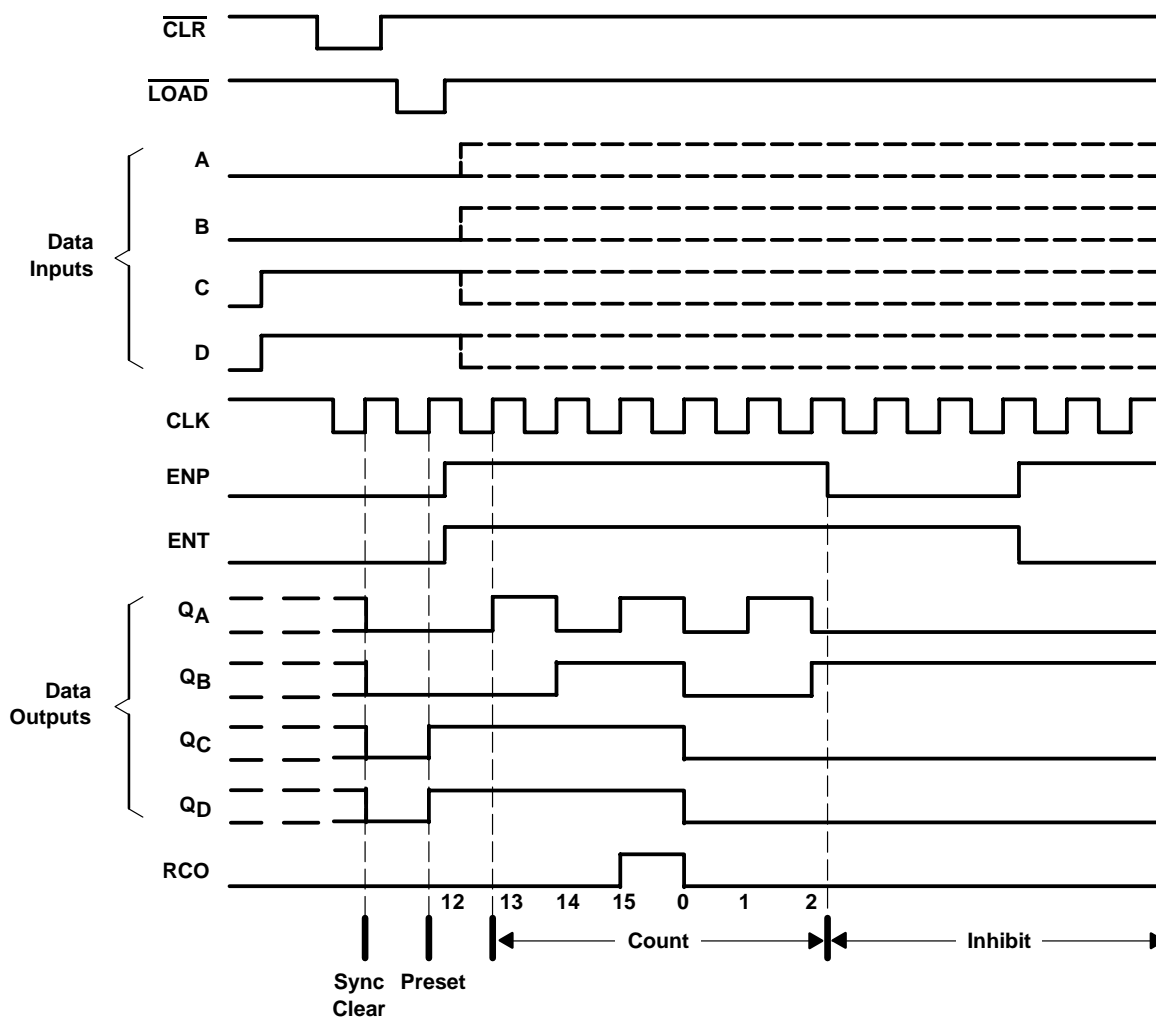 CLR
LOAD
A
B
Data
Inputs
C
D
CLK
ENP
ENT
QA
QB
Data
Outputs
QC
QD
RCO
12 13 14 15 0 1 2
Count Inhibit
Sync Preset
Clear